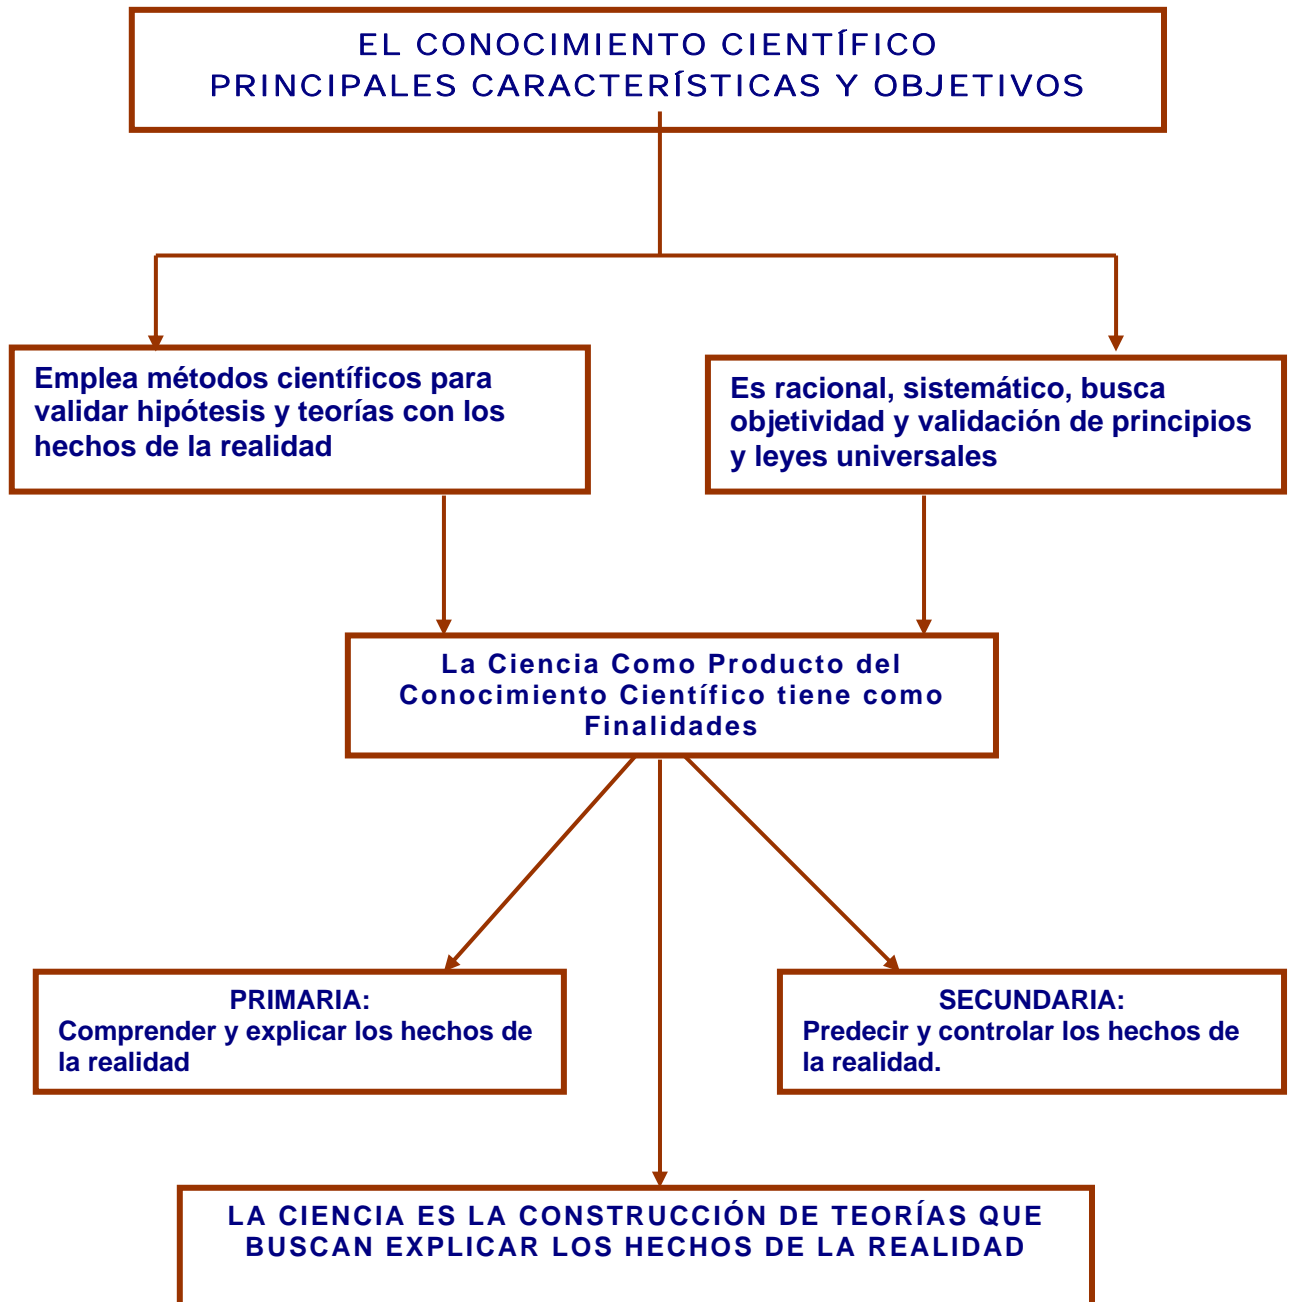 EL CONOCIMIENTO CIENTÍFICO
PRINCIPALES CARACTERÍSTICAS Y OBJETIVOS
Emplea métodos científicos para
validar hipótesis y teorías con los
hechos de la realidad
Es racional, sistemático, busca
objetividad y validación de principios
y leyes universales
La Ciencia Como Producto del
Conocimiento Científico tiene como
Finalidades
PRIMARIA:
Comprender y explicar los hechos de
la realidad
SECUNDARIA:
Predecir y controlar los hechos de
la realidad.
LA CIENCIA ES LA CONSTRUCCIÓN DE TEORÍAS QUE
BUSCAN EXPLICAR LOS HECHOS DE LA REALIDAD